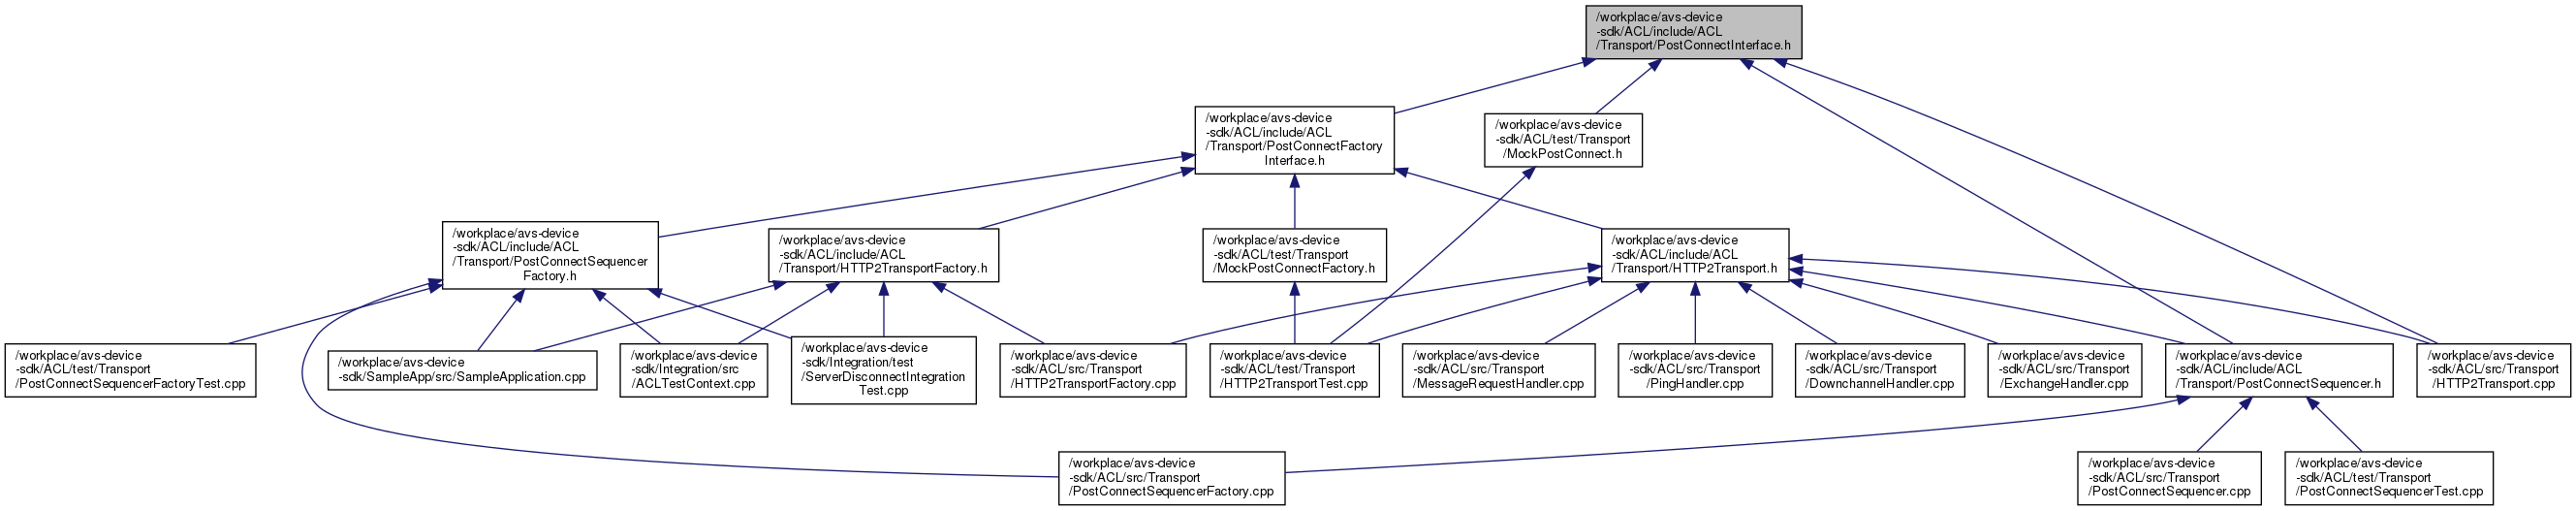 /workplace/avs-device
-sdk/ACL/include/ACL
/Transport/PostConnectInterface.h
/workplace/avs-device
-sdk/ACL/include/ACL
/Transport/PostConnectFactory
Interface.h
/workplace/avs-device
-sdk/ACL/test/Transport
/MockPostConnect.h
/workplace/avs-device
-sdk/ACL/include/ACL
/Transport/PostConnectSequencer
Factory.h
/workplace/avs-device
-sdk/ACL/include/ACL
/Transport/HTTP2TransportFactory.h
/workplace/avs-device
-sdk/ACL/test/Transport
/MockPostConnectFactory.h
/workplace/avs-device
-sdk/ACL/include/ACL
/Transport/HTTP2Transport.h
/workplace/avs-device
-sdk/ACL/test/Transport
/PostConnectSequencerFactoryTest.cpp
/workplace/avs-device
-sdk/SampleApp/src/SampleApplication.cpp
/workplace/avs-device
-sdk/Integration/src
/ACLTestContext.cpp
/workplace/avs-device
-sdk/Integration/test
/ServerDisconnectIntegration
Test.cpp
/workplace/avs-device
-sdk/ACL/src/Transport
/HTTP2TransportFactory.cpp
/workplace/avs-device
-sdk/ACL/test/Transport
/HTTP2TransportTest.cpp
/workplace/avs-device
-sdk/ACL/src/Transport
/MessageRequestHandler.cpp
/workplace/avs-device
-sdk/ACL/src/Transport
/PingHandler.cpp
/workplace/avs-device
-sdk/ACL/src/Transport
/DownchannelHandler.cpp
/workplace/avs-device
-sdk/ACL/src/Transport
/ExchangeHandler.cpp
/workplace/avs-device
-sdk/ACL/include/ACL
/Transport/PostConnectSequencer.h
/workplace/avs-device
-sdk/ACL/src/Transport
/HTTP2Transport.cpp
/workplace/avs-device
-sdk/ACL/src/Transport
/PostConnectSequencerFactory.cpp
/workplace/avs-device
-sdk/ACL/src/Transport
/PostConnectSequencer.cpp
/workplace/avs-device
-sdk/ACL/test/Transport
/PostConnectSequencerTest.cpp